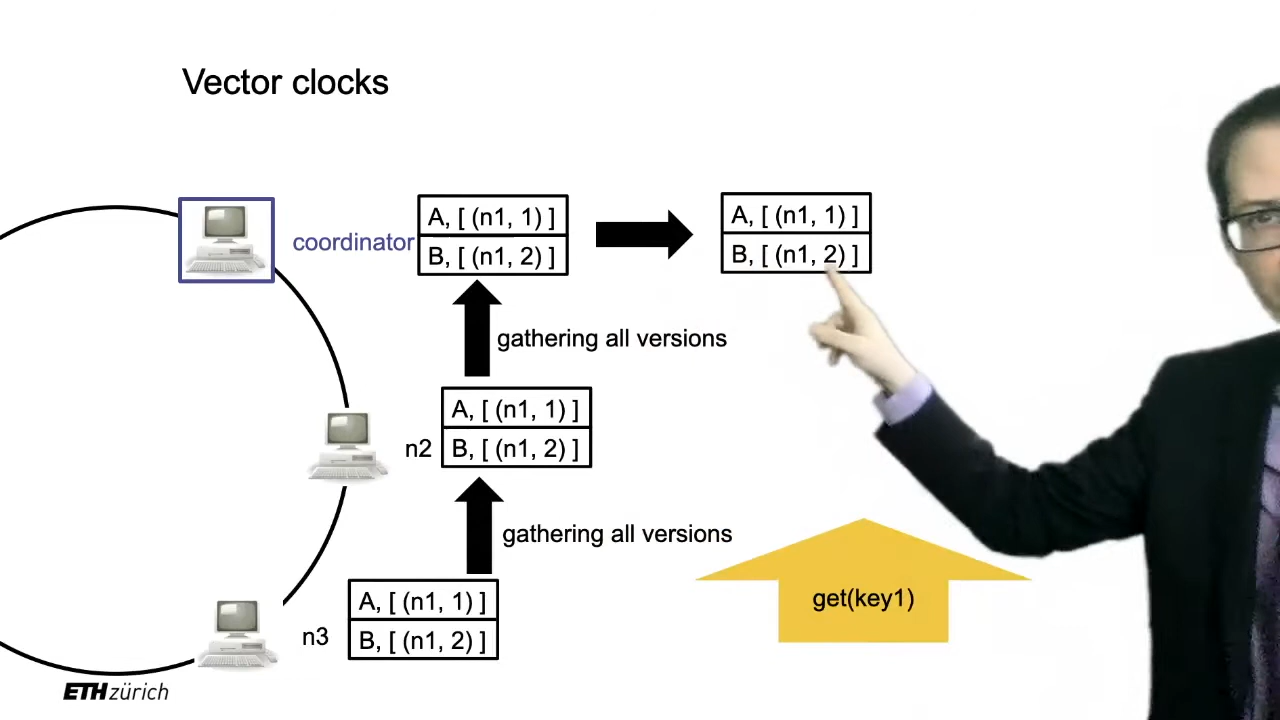 Vector clocks
coordinator
A, [ (n1, 1) ]
B, [ (n1, 2) ]
A, [ (n1, 1) ]
B, [ (n1, 2) ]
gathering all versions
n2
A, [ (n1, 1) ]
B, [ (n1, 2) ]
gathering all versions
n3
A, [ (n1, 1) ]
B, [ (n1, 2) ]
get(key1)
ETH zürich